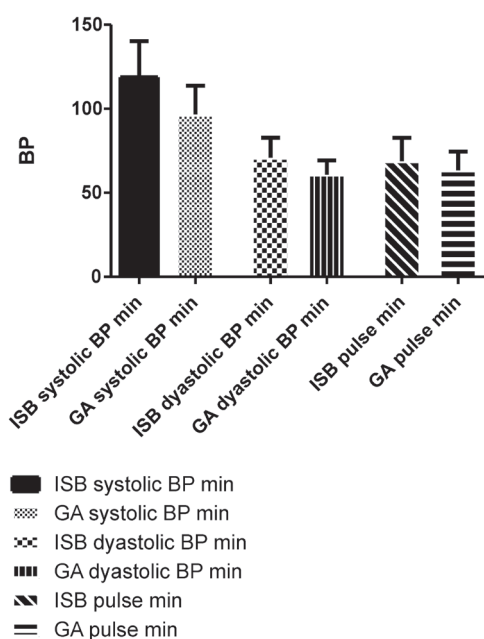 150
100
50
0
BP
ISB systolic BP min
GA systolic BP min
ISB dyastolic BP min
GA dyastolic BP min
ISB pulse min
GA pulse min
ISB systolic BP min
GA systolic BP min
ISB dyastolic BP min
GA dyastolic BP min
ISB pulse min
GA pulse min